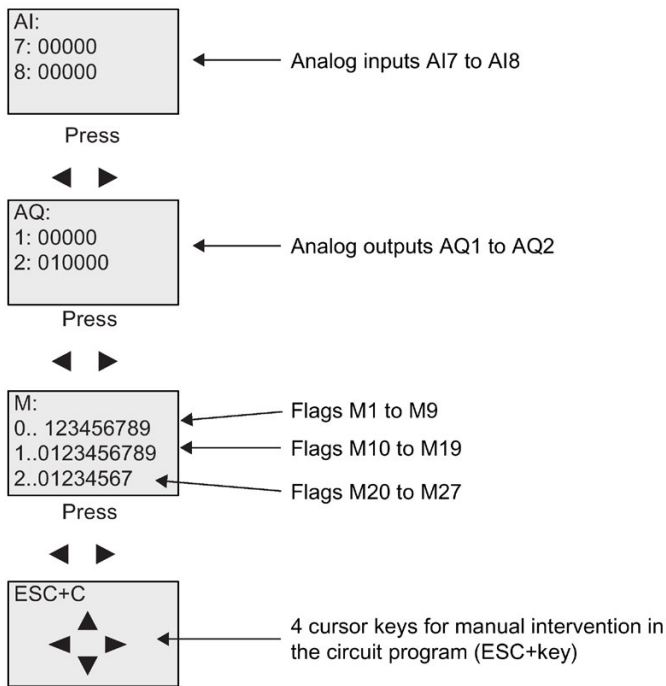 AI:
7: 00000
8: 00000
Analog inputs AI7 to AI8
Press
AQ:
1: 00000
2: 010000
Analog outputs AQ1 to AQ2
Press
M:
0.. 123456789
1..0123456789
2..01234567
Flags M1 to M9
Flags M10 to M19
Flags M20 to M27
Press
ESC+C
4 cursor keys for manual intervention in
the circuit program (ESC+key)